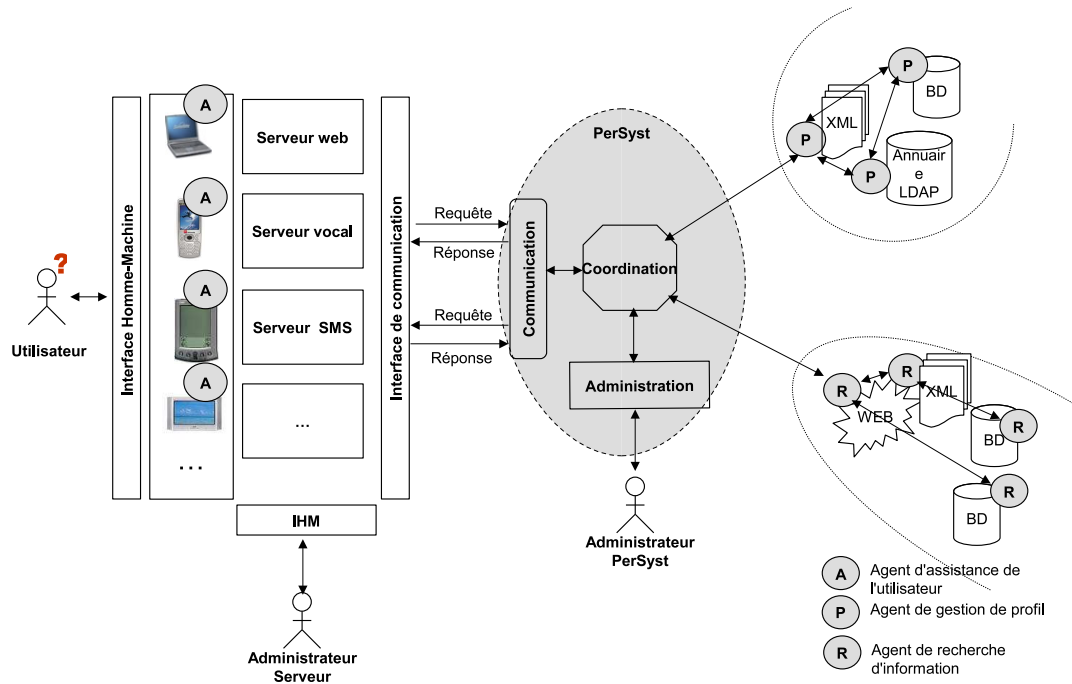 Utilisateur
Interface Homme-Machine
A
A
A
A
...
Serveur web
Serveur vocal
Serveur SMS
...
IHM
Administrateur
Serveur
Interface de communication
Requête
Réponse
Requête
Réponse
PerSyst
Communication
Coordination
Administration
Administrateur
PerSyst
P
BD
XML
P
P
Annuair
e
LDAP
R
R
WEB
XML
BD
R
BD
R
A
Agent d'assistance de
l'utilisateur
P
Agent de gestion de profil
R
Agent de recherche
d'information
?